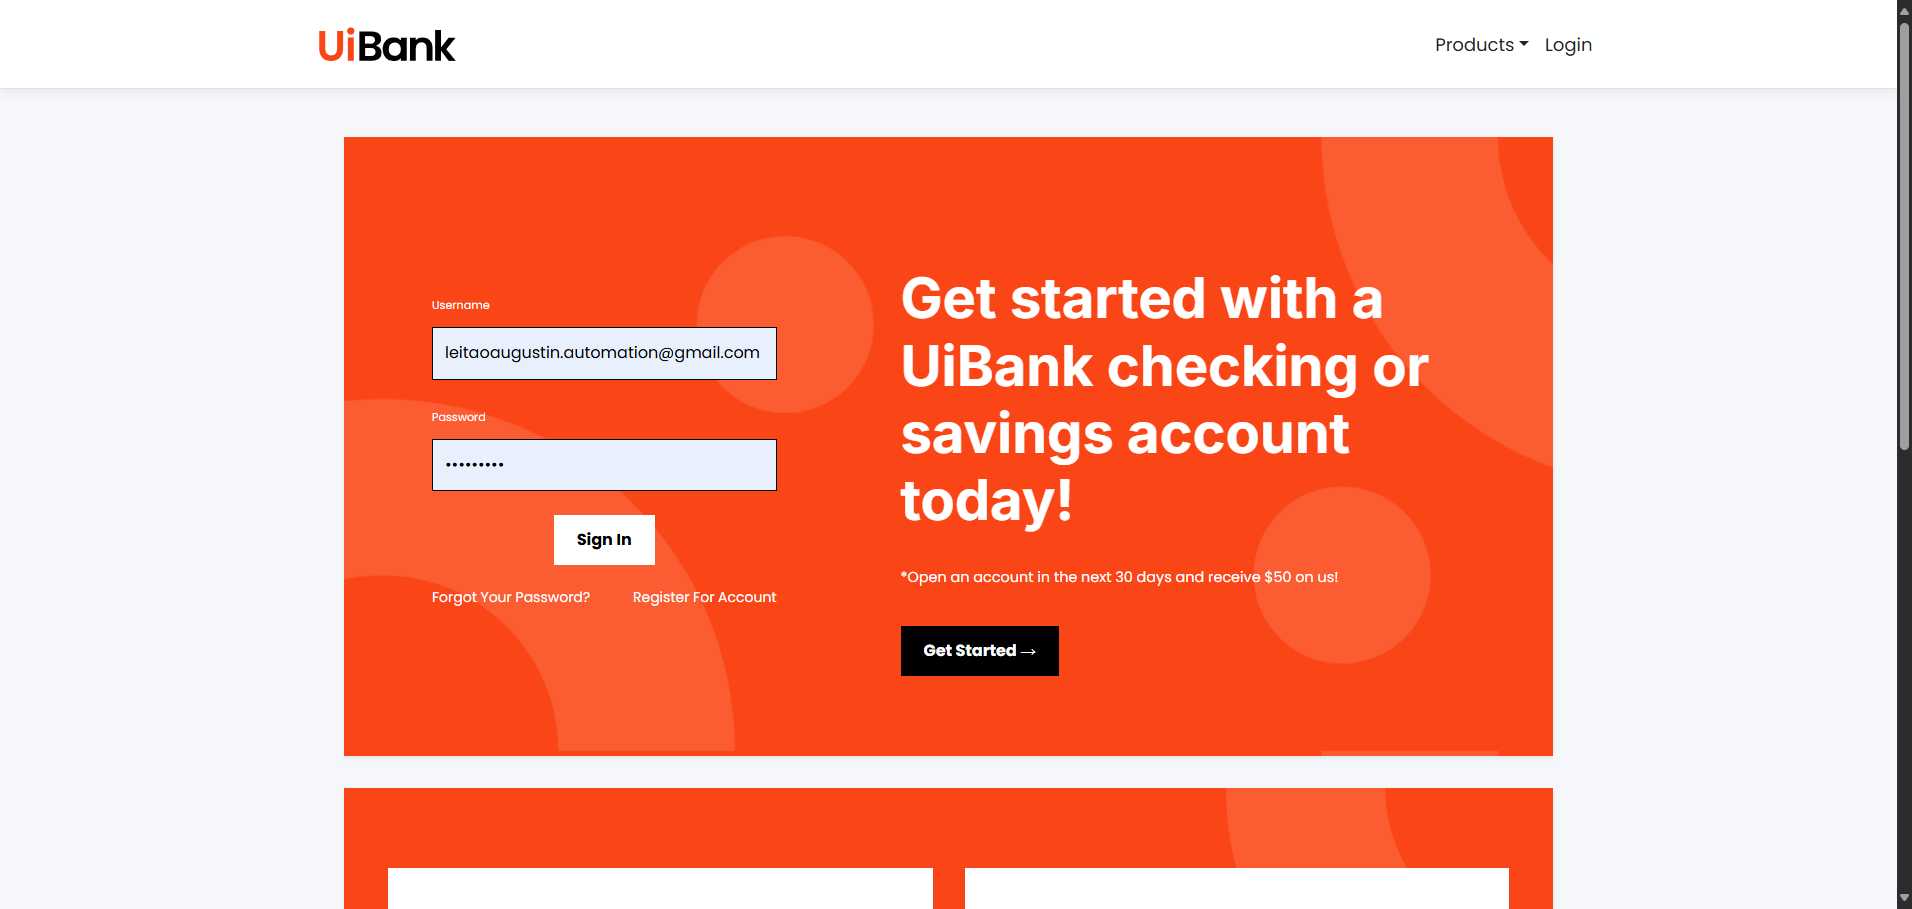 UiBank
Products
Login
Username
leitaoaugustin.automation@gmail.com
Password
•••••••••
Sign In
Forgot Your Password?
Register For Account
Get started with a
UiBank checking or
savings account
today!
*Open an account in the next 30 days and receive $50 on us!
Get Started →